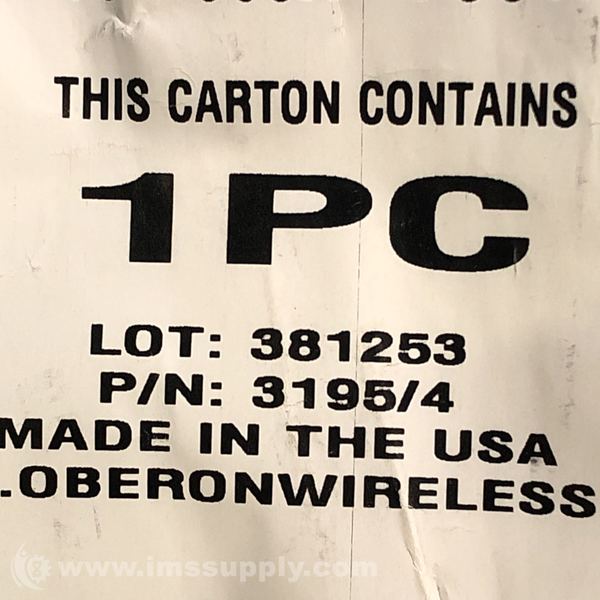 THIS CARTON CONTAINS
1PC
LOT: 381253
P/N: 3195/4
MADE IN THE USA
.OBERONWIRELESS
www.imssupply.com